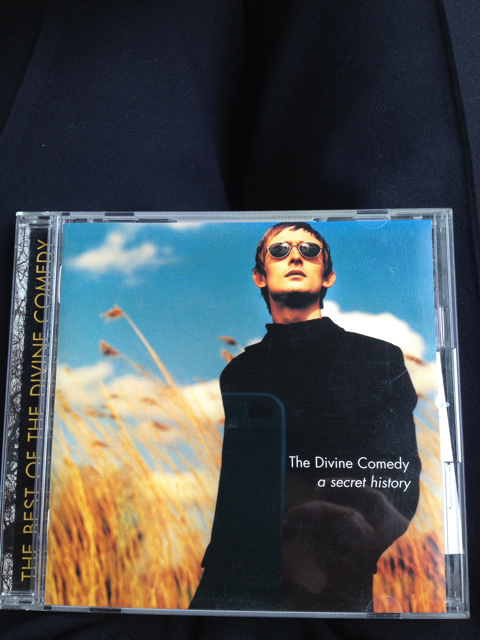 THE BEST OF THE DIVINE COMEDY
The Divine Comedy
a secret history